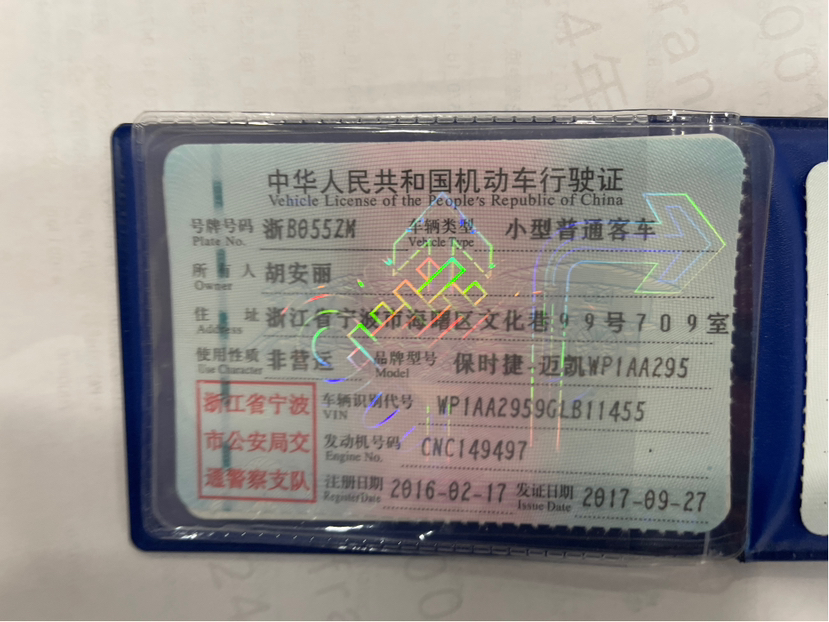 中华人民共和国机动车行驶证
Vehicle License of the People's Republic of China
号牌号码 浙B055ZM 车辆类型 小型普通客车
Plate No. Vehicle Type
所有人 胡安丽
Owner
住址 浙江省宁波市海曙区文化巷99号709室
Address
使用性质 非营运 品牌型号 保时捷-迈凯WP1AA295
Use Character Model
浙江省宁波
市公安局交
通警察支队
车辆识别代号 WP1AA2959GLB11455
VIN
发动机号码 CNC149497
Engine No.
注册日期 2016-02-17 发证日期 2017-09-27
Register Date Issue Date